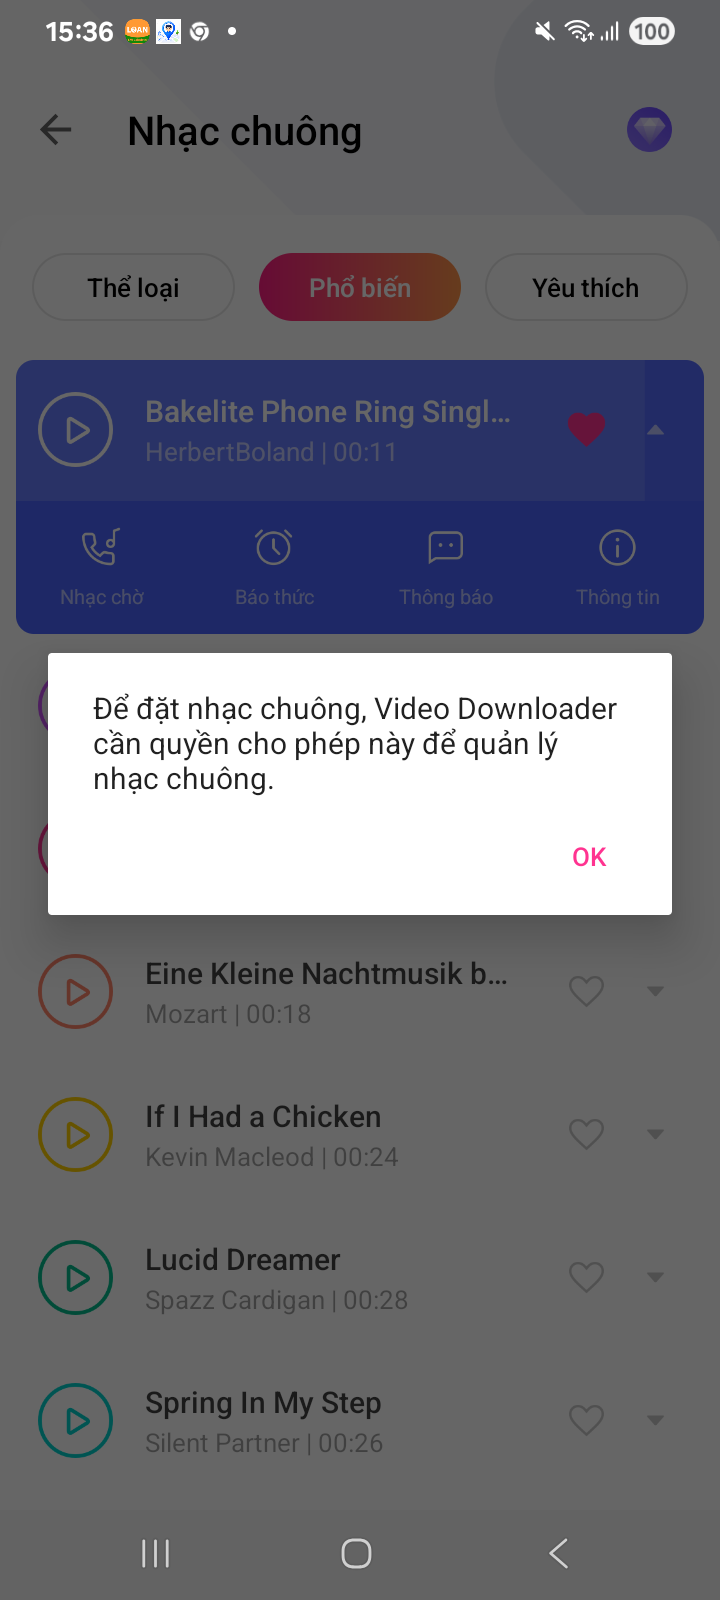 15:36
LOAN
100
Nhạc chuông
Thể loại
Phổ biến
Yêu thích
Bakelite Phone Ring Singl...
HerbertBoland | 00:11
Nhạc chờ
Báo thức
Thông báo
Thông tin
Để đặt nhạc chuông, Video Downloader
cần quyền cho phép này để quản lý
nhạc chuông.
OK
Eine Kleine Nachtmusik b...
Mozart | 00:18
If I Had a Chicken
Kevin Macleod | 00:24
Lucid Dreamer
Spazz Cardigan | 00:28
Spring In My Step
Silent Partner | 00:26